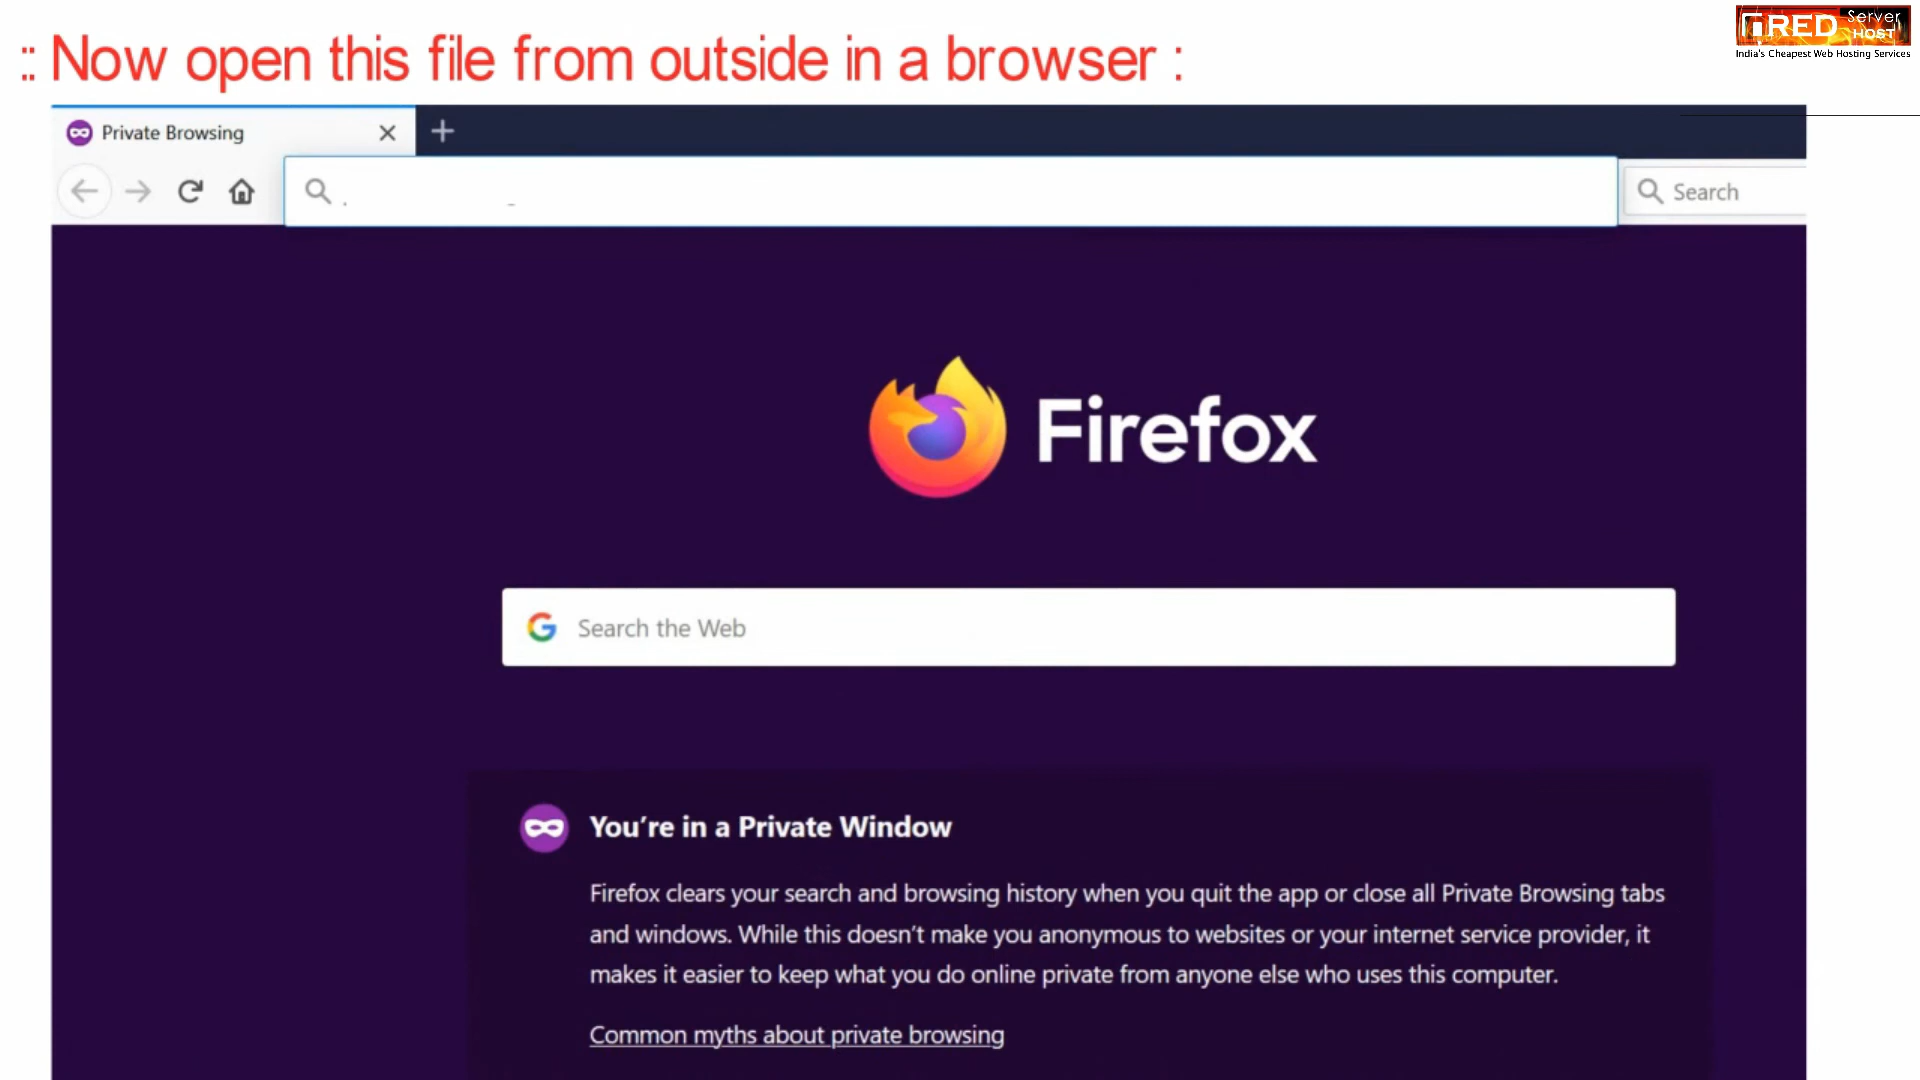 :: Now open this file from outside in a browser :
RED Server HOST
India's Cheapest Web Hosting Services
Private Browsing
Search
Firefox
Search the Web
You're in a Private Window
Firefox clears your search and browsing history when you quit the app or close all Private Browsing tabs
and windows. While this doesn't make you anonymous to websites or your internet service provider, it
makes it easier to keep what you do online private from anyone else who uses this computer.
Common myths about private browsing